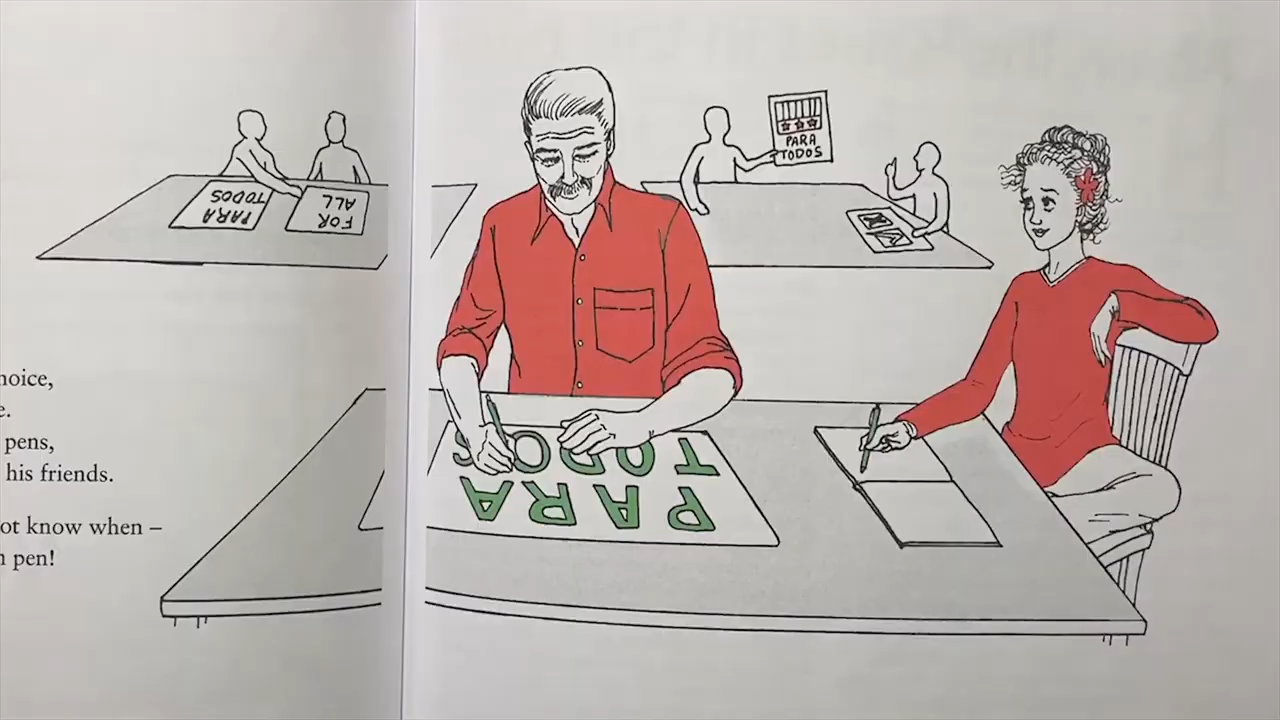 PARA
TODOS
FOR
ALL
PARA
TODOS
PARA
TODOS
hoice,
e.
pens,
his friends.
ot know when –
n pen!